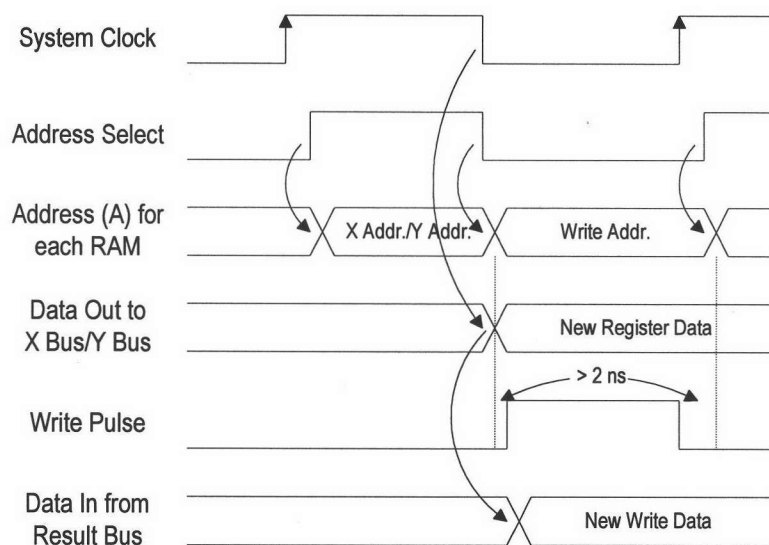 System Clock
Address Select
Address (A) for
each RAM
X Addr./Y Addr.
Write Addr.
Data Out to
X Bus/Y Bus
New Register Data
> 2 ns
Write Pulse
Data In from
Result Bus
New Write Data